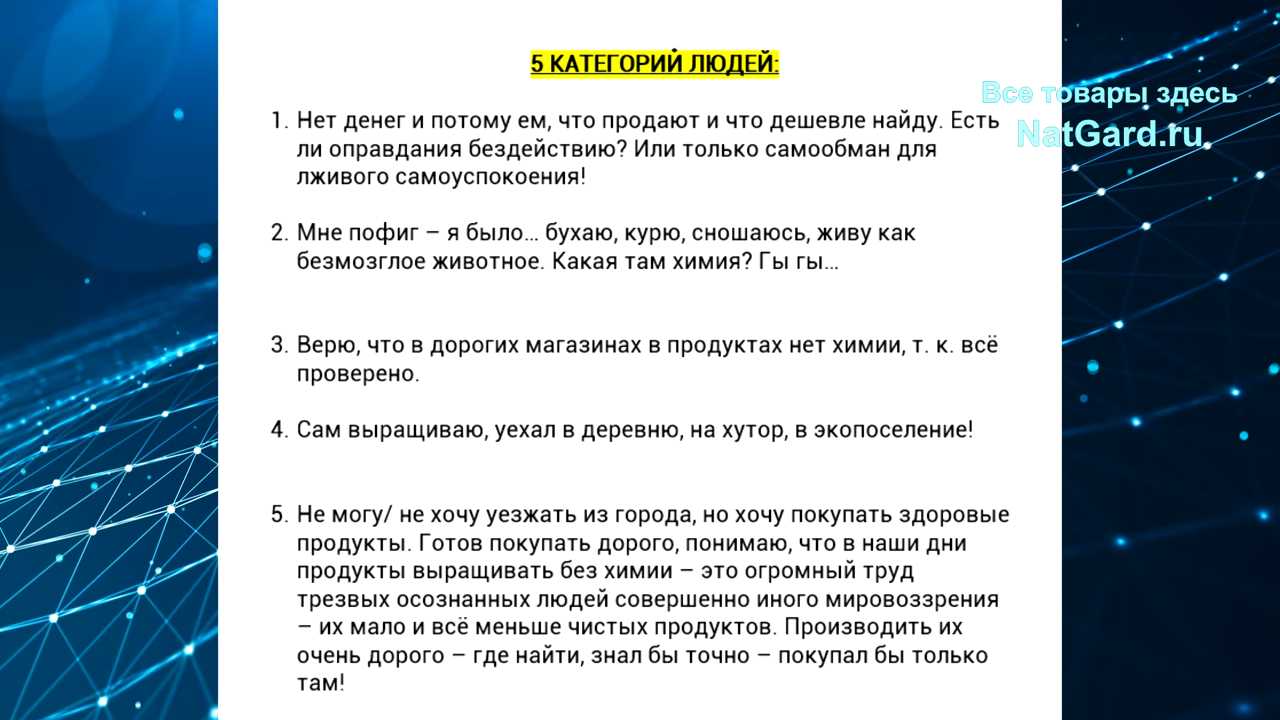 5 КАТЕГОРИЙ ЛЮДЕЙ:
Все товары здесь
NatGard.ru
1. Нет денег и потому ем, что продают и что дешевле найду. Есть
ли оправдания бездействию? Или только самообман для
лживого самоуспокоения!
2. Мне пофиг – я было... бухаю, курю, сношаюсь, живу как
безмозглое животное. Какая там химия? Гы гы...
3. Верю, что в дорогих магазинах в продуктах нет химии, т. к. всё
проверено.
4. Сам выращиваю, уехал в деревню, на хутор, в экопоселение!
5. Не могу/ не хочу уезжать из города, но хочу покупать здоровые
продукты. Готов покупать дорого, понимаю, что в наши дни
продукты выращивать без химии – это огромный труд
трезвых осознанных людей совершенно иного мировоззрения
– их мало и всё меньше чистых продуктов. Производить их
очень дорого – где найти, знал бы точно – покупал бы только
там!